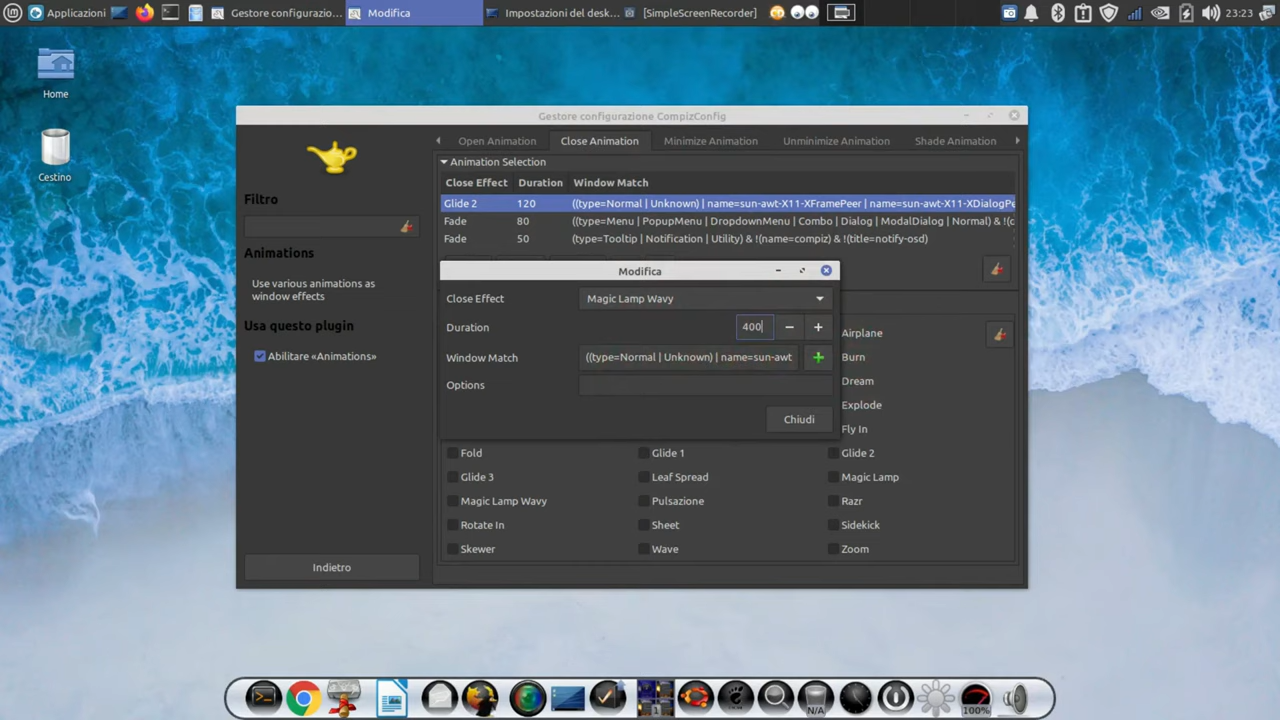 Applicazioni
Gestore configurazio...
Modifica
Impostazioni del desk...
[SimpleScreenRecorder]
23:23
Home
Cestino
Gestore configurazione CompizConfig
Filtro
Animations
Use various animations as
window effects
Usa questo plugin
Abilitare «Animations»
Indietro
Open Animation
Close Animation
Minimize Animation
Unminimize Animation
Shade Animation
Animation Selection
Close Effect Duration Window Match
Glide 2 120 ((type=Normal | Unknown) | name=sun-awt-X11-XFramePeer | name=sun-awt-X11-XDialogPe
Fade 80 ((type=Menu | PopupMenu | DropdownMenu | Combo | Dialog | ModalDialog | Normal) & !(c
Fade 50 (type=Tooltip | Notification | Utility) & !(name=compiz) & !(title=notify-osd)
Modifica
Close Effect Magic Lamp Wavy
Duration 400
Window Match ((type=Normal | Unknown) | name=sun-awt
Options
Chiudi
Airplane
Burn
Dream
Explode
Fly In
Fold Glide 1 Glide 2
Glide 3 Leaf Spread Magic Lamp
Magic Lamp Wavy Pulsazione Razr
Rotate In Sheet Sidekick
Skewer Wave Zoom
1
N/A
100%